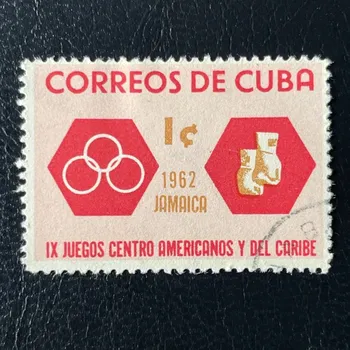 CORREOS DE CUBA
1¢
1962
JAMAICA
IX JUEGOS CENTRO AMERICANOS Y DEL CARIBE